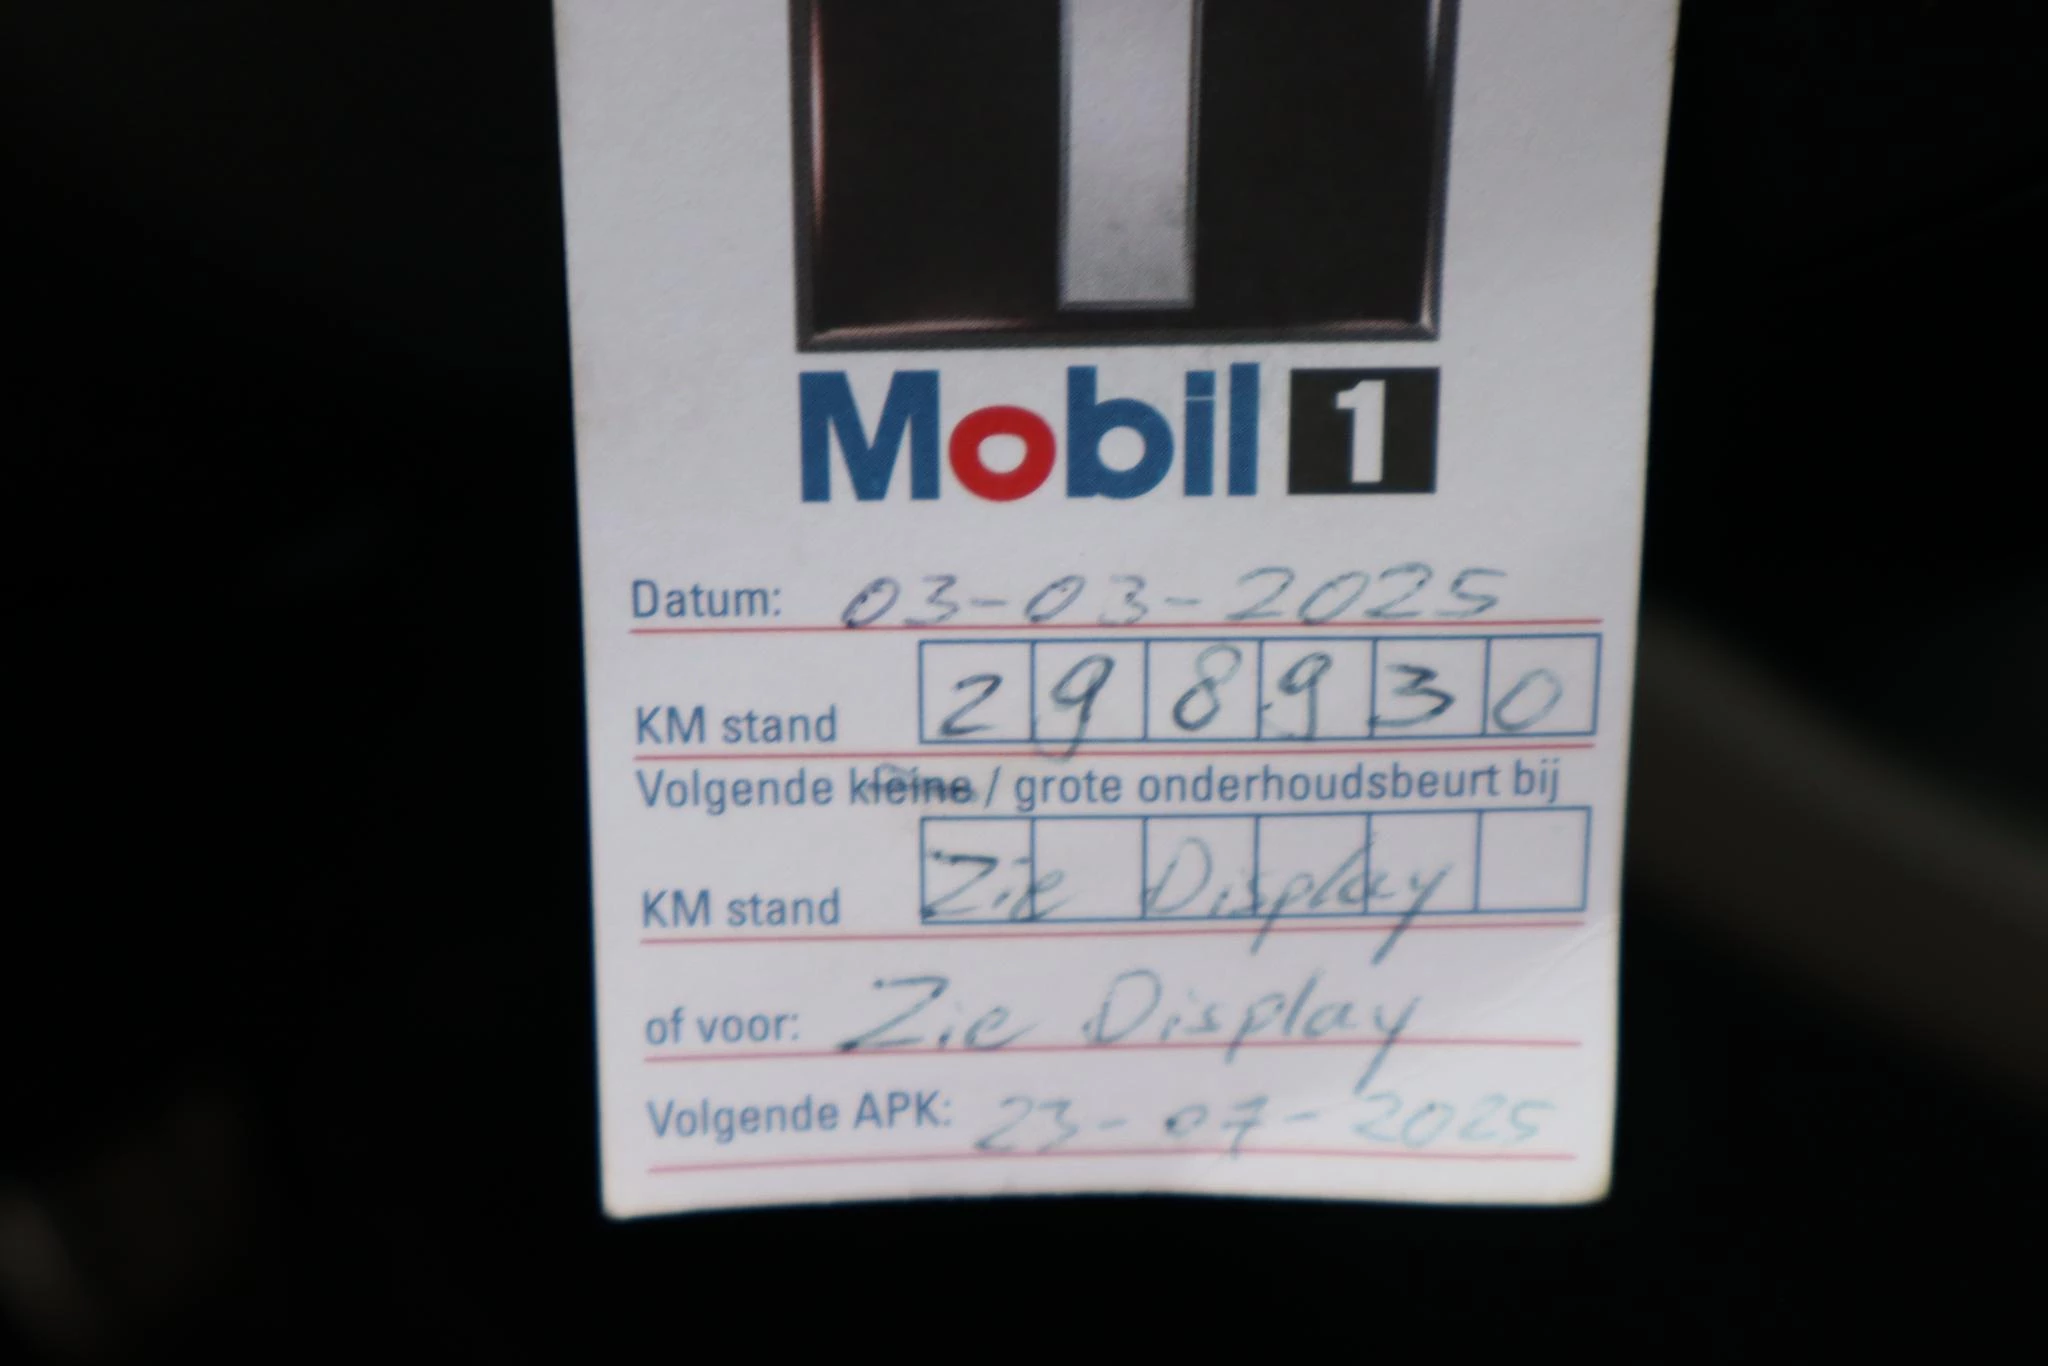 Mobil 1
Datum: 03-03-2025
KM stand 298930
Volgende kleine / grote onderhoudsbeurt bij
KM stand Zie Display
of voor: Zie Display
Volgende APK: 23-07-2025